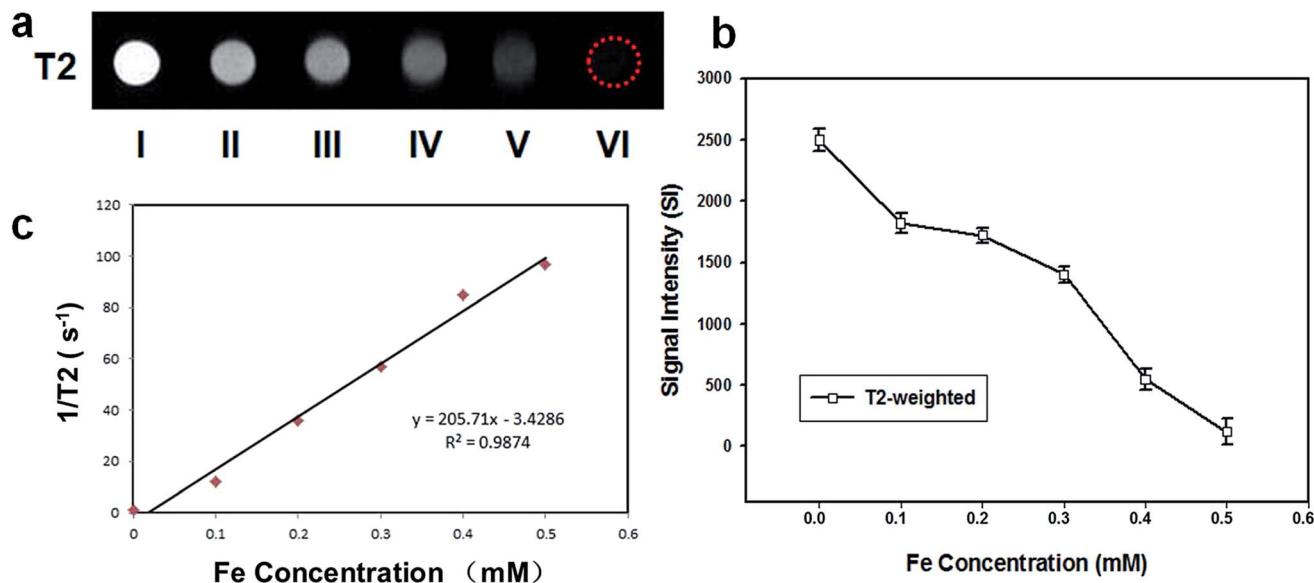 a
T2
I II III IV V VI
b
3000
2500
2000
1500
1000
500
0
Signal Intensity (SI)
T2-weighted
0.0 0.1 0.2 0.3 0.4 0.5 0.6
Fe Concentration (mM)
c
120
100
80
60
40
20
0
1/T2 ( s⁻¹)
y = 205.71x - 3.4286
R² = 0.9874
0 0.1 0.2 0.3 0.4 0.5 0.6
Fe Concentration （mM）